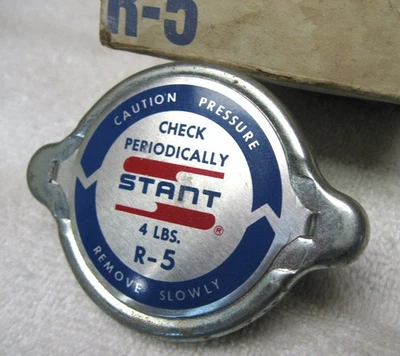 R-5
CAUTION PRESSURE
CHECK
PERIODICALLY
STANT
®
4 LBS.
R-5
REMOVE SLOWLY